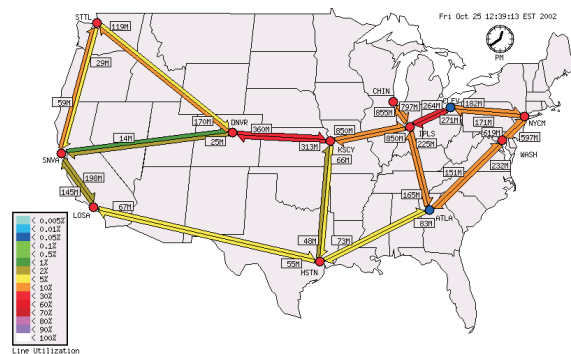 STTL
Fri Oct 25 12:39:13 EST 2002
119M
PM
29M
CHIN
CLEV
59M
855M
797M
264M
182M
NYCM
170M
DNVR
360M
850M
271M
171M
619M
597M
14M
25M
313M
KSCY
850M
IPLS
225M
WASH
SNVA
66M
232M
198M
151M
145M
165M
LOSA
67M
ATLA
83M
48M
73M
55M
HSTN
< 0.005%
< 0.01%
< 0.05%
< 0.1%
< 0.5%
< 1%
< 2%
< 5%
< 10%
< 30%
< 60%
< 70%
< 80%
< 90%
< 100%
Line Utilization